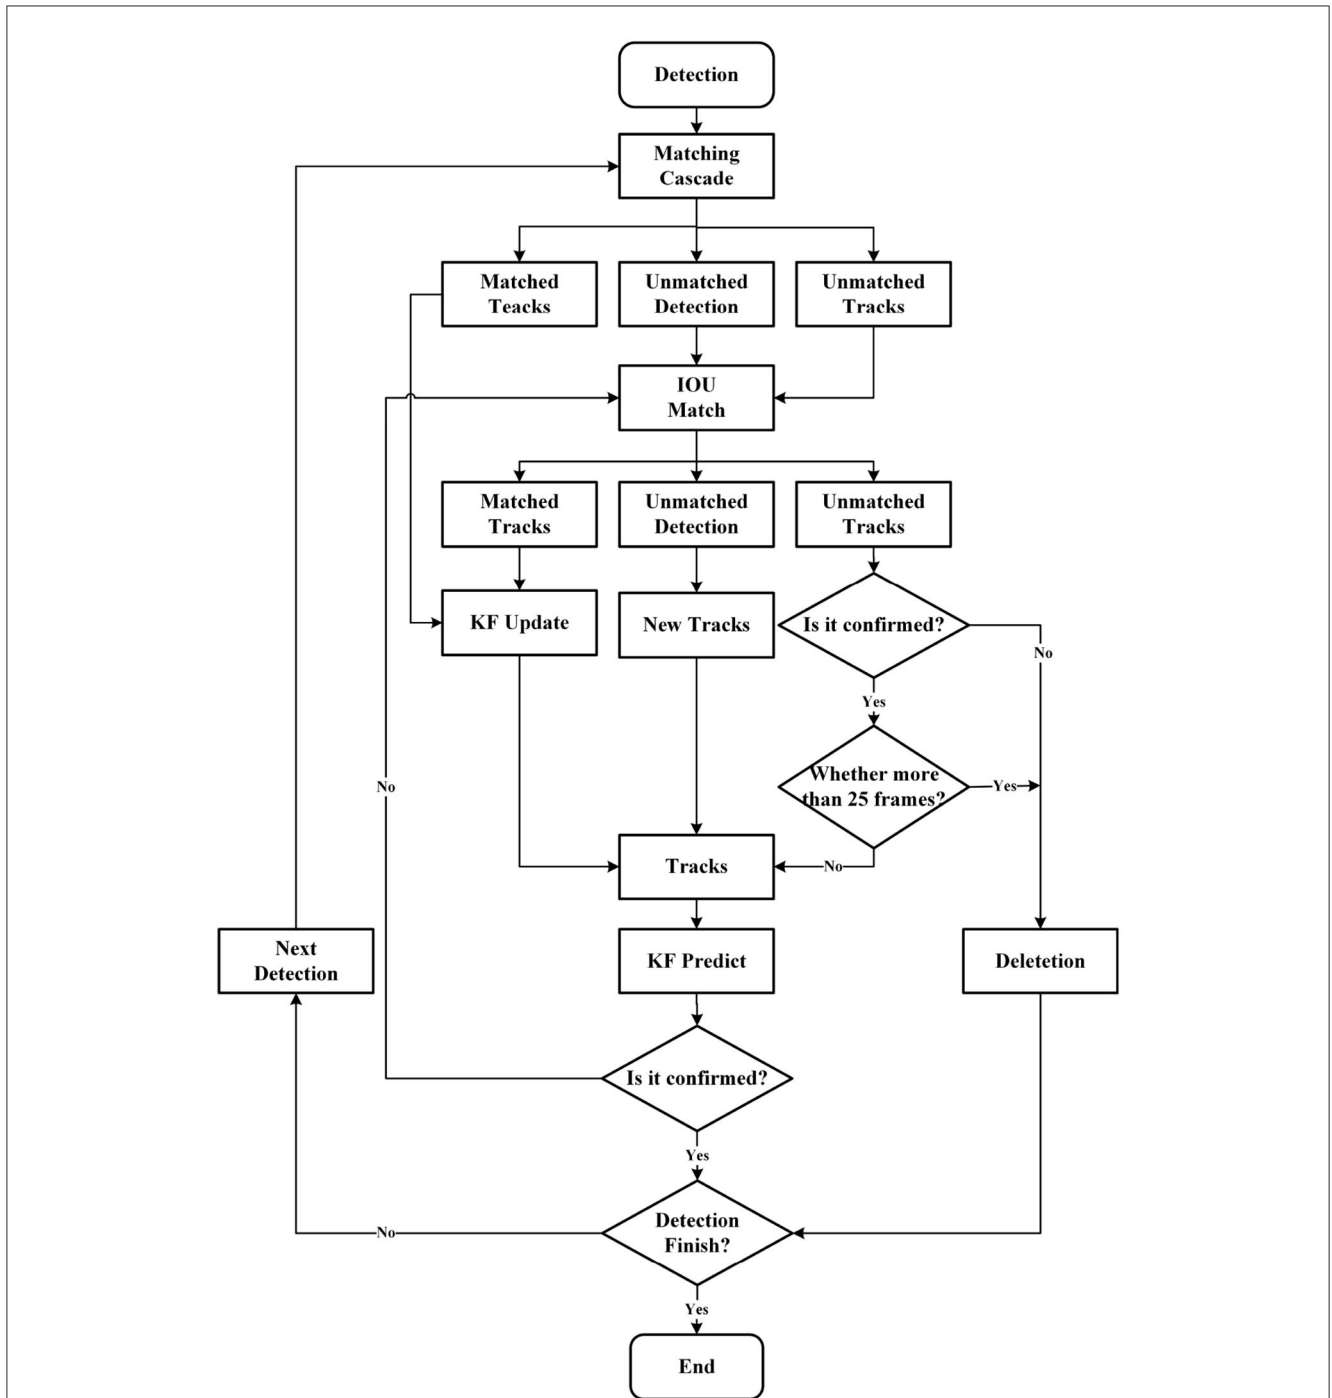 Detection
Matching
Cascade
Matched
Teacks
Unmatched
Detection
Unmatched
Tracks
IOU
Match
Matched
Tracks
Unmatched
Detection
Unmatched
Tracks
KF Update
New Tracks
Is it confirmed?
No
Yes
Whether more
than 25 frames?
Yes
No
No
Tracks
Next
Detection
KF Predict
Deletetion
Is it confirmed?
Yes
Detection
Finish?
No
Yes
End